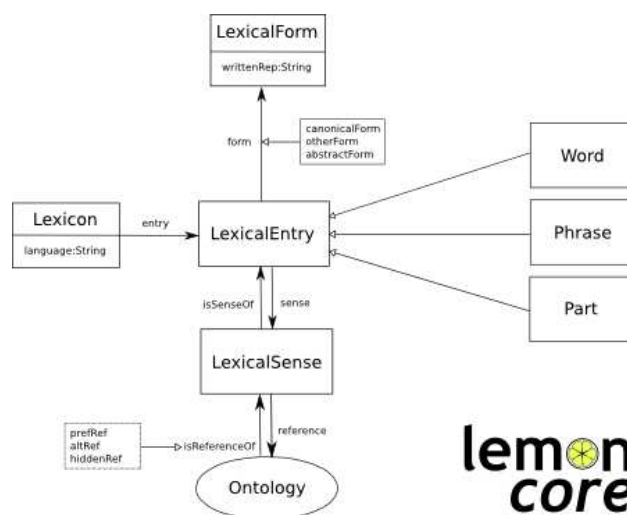 LexicalForm
writtenRep:String
form
canonicalForm
otherForm
abstractForm
Word
Lexicon
language:String
entry
LexicalEntry
Phrase
isSenseOf
sense
Part
LexicalSense
prefRef
altRef
hiddenRef
isReferenceOf
reference
Ontology
lemon
core